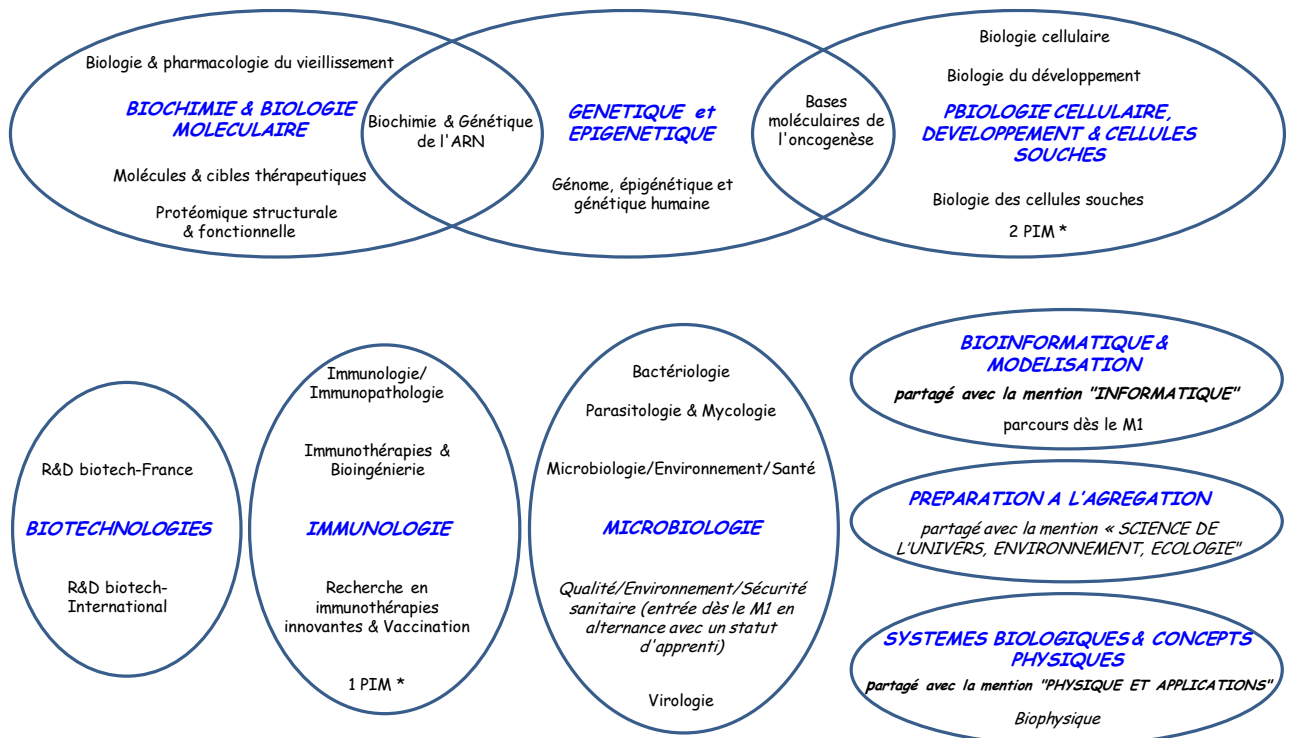 Biologie & pharmacologie du vieillissement
BIOCHIMIE & BIOLOGIE
MOLECULAIRE
Molécules & cibles thérapeutiques
Protéomique structurale
& fonctionnelle
Biochimie & Génétique
de l'ARN
GENETIQUE et
EPIGENETIQUE
Génome, épigénétique et
génétique humaine
Bases
moléculaires de
l'oncogenèse
Biologie cellulaire
Biologie du développement
PBIOLOGIE CELLULAIRE,
DEVELOPPEMENT & CELLULES
SOUCHES
Biologie des cellules souches
2 PIM *
R&D biotech-France
BIOTECHNOLOGIES
R&D biotech-
International
Immunologie/
Immunopathologie
Immunothérapies &
Bioingénierie
IMMUNOLOGIE
Recherche en
immunothérapies
innovantes & Vaccination
1 PIM *
Bactériologie
Parasitologie & Mycologie
Microbiologie/Environnement/Santé
MICROBIOLOGIE
Qualité/Environnement/Sécurité
sanitaire (entrée dès le M1 en
alternance avec un statut
d'apprenti)
Virologie
BIOINFORMATIQUE &
MODELISATION
partagé avec la mention "INFORMATIQUE"
parcours dès le M1
PREPARATION A L'AGREGATION
partagé avec la mention « SCIENCE DE
L'UNIVERS, ENVIRONNEMENT, ECOLOGIE"
SYSTEMES BIOLOGIQUES & CONCEPTS
PHYSIQUES
partagé avec la mention "PHYSIQUE ET APPLICATIONS"
Biophysique